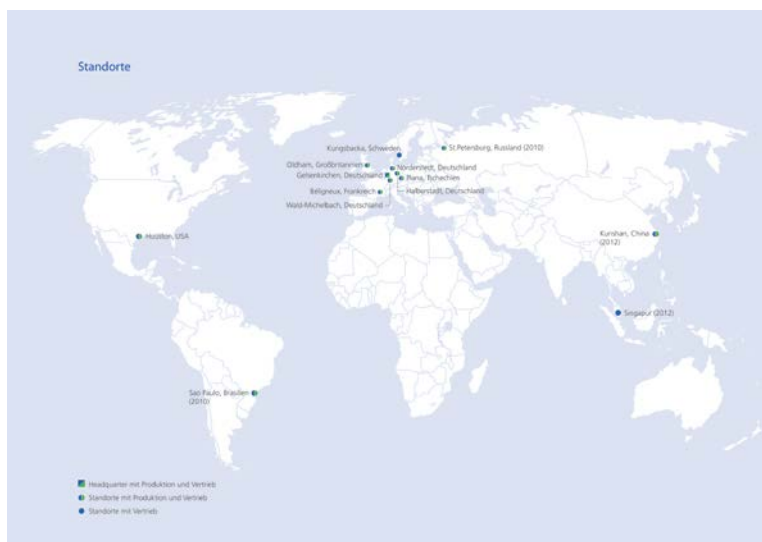 Standorte
Kungsbacka, Schweden
St.Petersburg, Russland (2010)
Oldham, Großbritannien
Norderstedt, Deutschland
Gelsenkirchen, Deutschland
Plana, Tschechien
Béligneux, Frankreich
Halberstadt, Deutschland
Wald-Michelbach, Deutschland
Houston, USA
Kunshan, China
(2012)
Singapur (2012)
Sao Paulo, Brasilien
(2010)
Headquarter mit Produktion und Vertrieb
Standorte mit Produktion und Vertrieb
Standorte mit Vertrieb